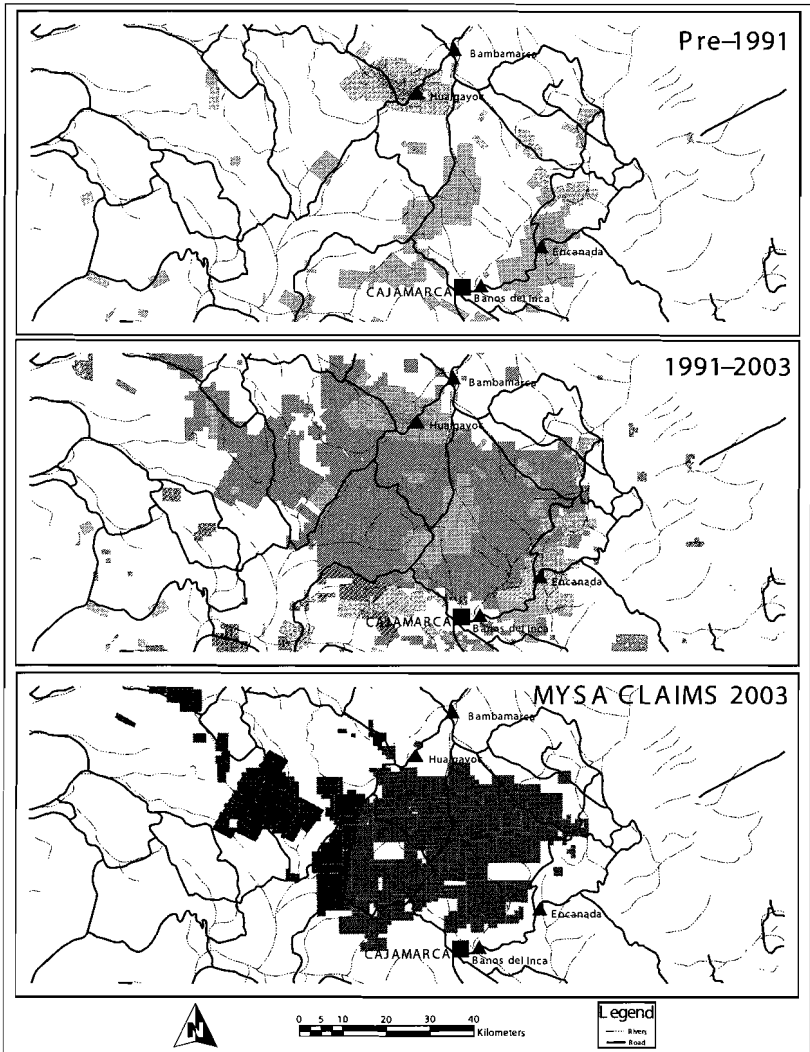 Pre–1991
Bambamarca
Hualgayoc
Encanada
CAJAMARCA
Banos del Inca
1991–2003
Bambamarca
Hualgayoc
Encanada
CAJAMARCA
Banos del Inca
MYSA CLAIMS 2003
Bambamarca
Hualgayoc
Encanada
CAJAMARCA
Banos del Inca
N
0 5 10 20 30 40
Kilometers
Legend
Rivers
Road